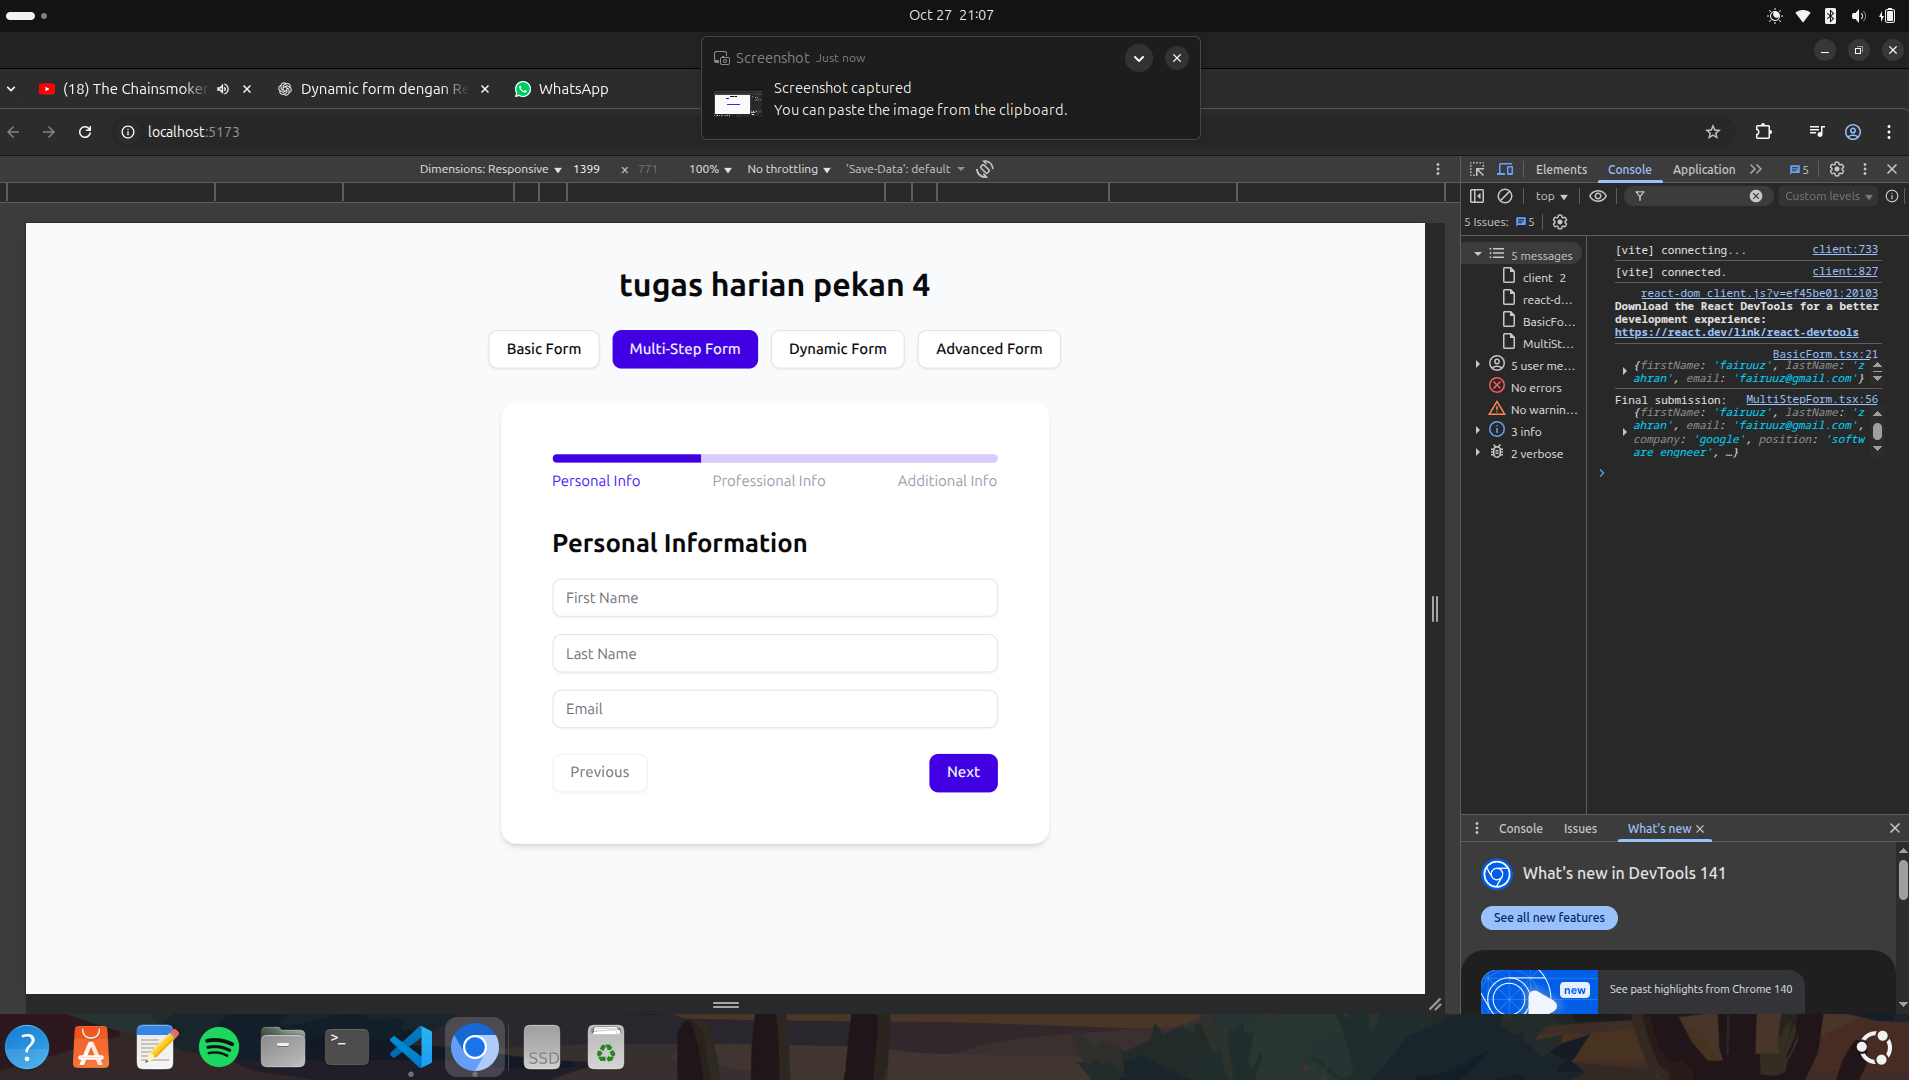 Oct 27 21:07
Screenshot Just now
Screenshot captured
You can paste the image from the clipboard.
(18) The Chainsmoker
Dynamic form dengan Re
WhatsApp
localhost:5173
Dimensions: Responsive 1399 x 771 100% No throttling 'Save-Data': default
Elements Console Application 5
top Custom levels
5 Issues: 5
5 messages
client 2
react-d...
BasicFo...
MultiSt...
5 user me...
No errors
No warnin...
3 info
2 verbose
[vite] connecting... client:733
[vite] connected. client:827
react-dom_client.js?v=ef45be01:20103
Download the React DevTools for a better
development experience:
https://react.dev/link/react-devtools
BasicForm.tsx:21
{firstName: 'fairuuz', lastName: 'z
ahran', email: 'fairuuz@gmail.com'}
Final submission: MultiStepForm.tsx:56
{firstName: 'fairuuz', lastName: 'z
ahran', email: 'fairuuz@gmail.com',
company: 'google', position: 'softw
are engneer', …}
tugas harian pekan 4
Basic Form Multi-Step Form Dynamic Form Advanced Form
Personal Info Professional Info Additional Info
Personal Information
First Name
Last Name
Email
Previous Next
Console Issues What's new
What's new in DevTools 141
See all new features
new
See past highlights from Chrome 140
SSD